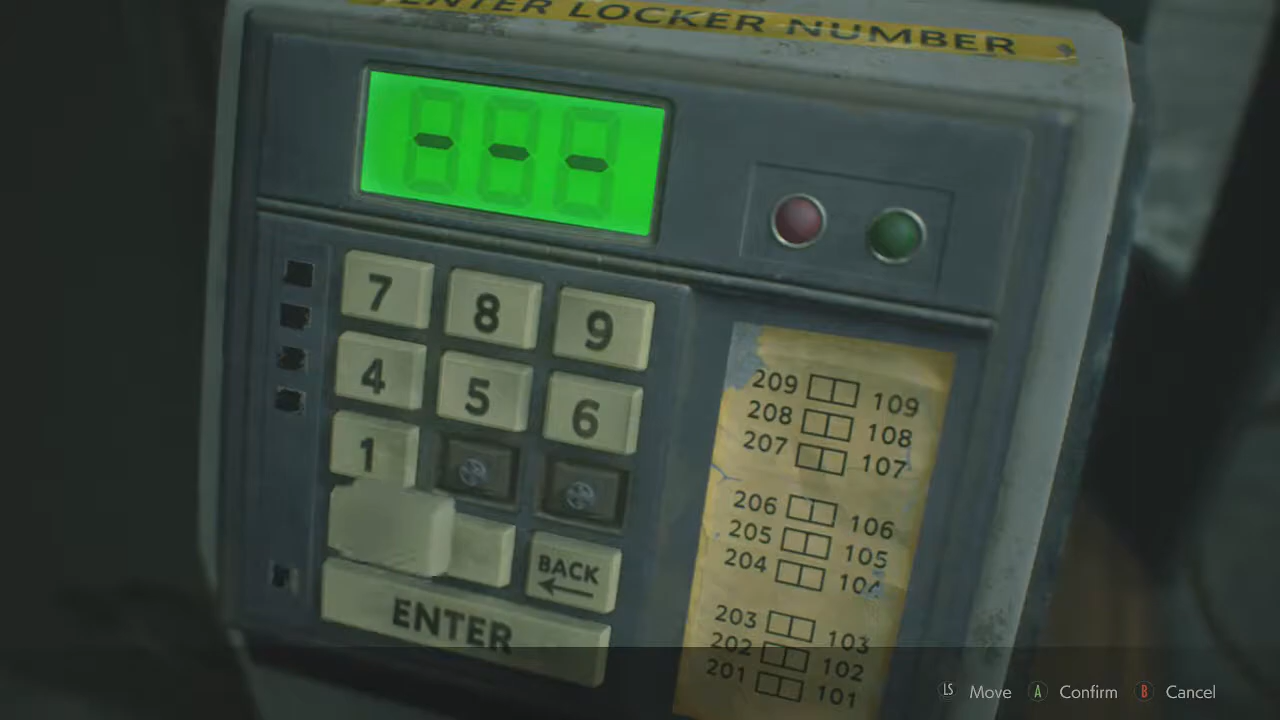 ENTER LOCKER NUMBER
- - -
7 8 9
4 5 6
1
BACK
ENTER
209 109
208 108
207 107
206 106
205 105
204 104
203 103
202 102
201 101
LS Move A Confirm B Cancel